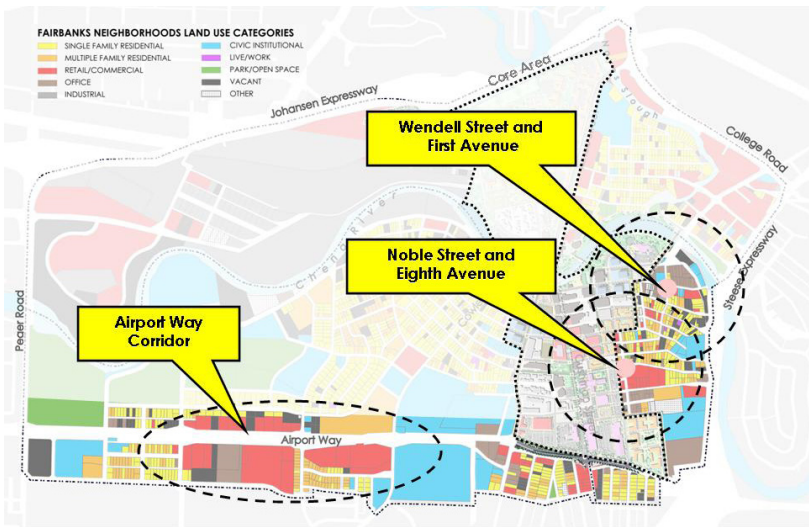 FAIRBANKS NEIGHBORHOODS LAND USE CATEGORIES
SINGLE FAMILY RESIDENTIAL
MULTIPLE FAMILY RESIDENTIAL
RETAIL/COMMERCIAL
OFFICE
INDUSTRIAL
CIVIC INSTITUTIONAL
LIVE/WORK
PARK/OPEN SPACE
VACANT
OTHER
Johansen Expressway
Core Area
Slough
College Road
Wendell Street and
First Avenue
Chena River
Noble Street and
Eighth Avenue
Steese Expressway
Peger Road
Airport Way
Corridor
Airport Way